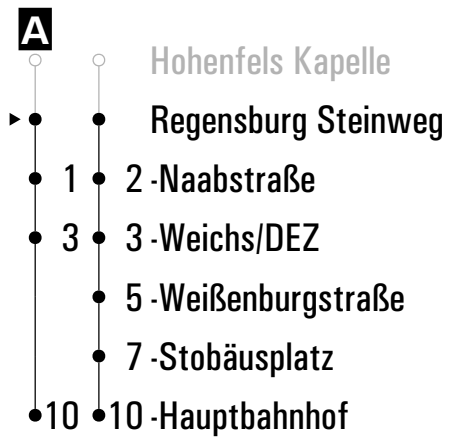 A
Hohenfels Kapelle
Regensburg Steinweg
1 2 -Naabstraße
3 3 -Weichs/DEZ
5 -Weißenburgstraße
7 -Stobäusplatz
10 10 -Hauptbahnhof